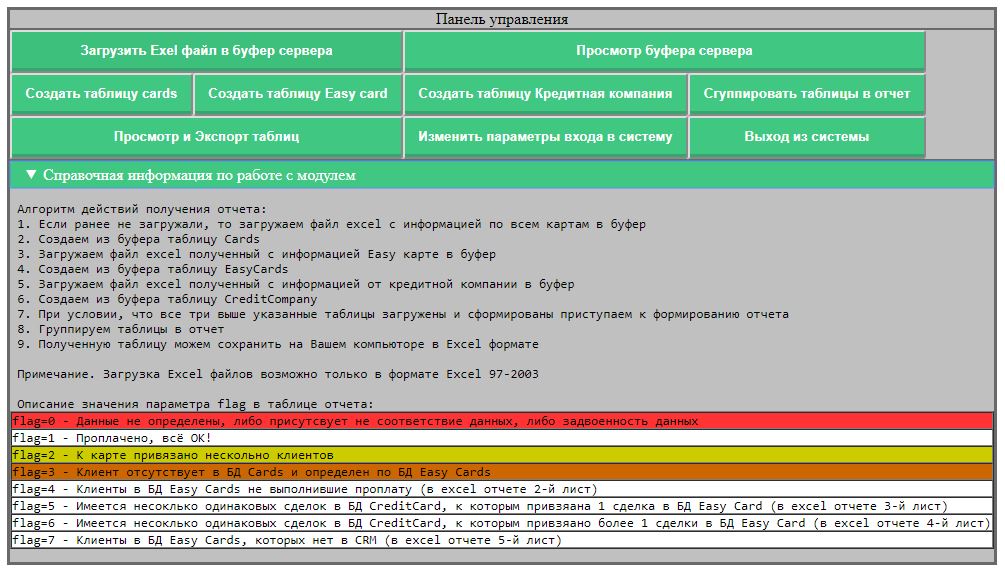 Панель управления
Загрузить Exel файл в буфер сервера
Просмотр буфера сервера
Создать таблицу cards
Создать таблицу Easy card
Создать таблицу Кредитная компания
Сгуппировать таблицы в отчет
Просмотр и Экспорт таблиц
Изменить параметры входа в систему
Выход из системы
▼ Справочная информация по работе с модулем
Алгоритм действий получения отчета:
1. Если ранее не загружали, то загружаем файл excel с информацией по всем картам в буфер
2. Создаем из буфера таблицу Cards
3. Загружаем файл excel полученный с информацией Easy карте в буфер
4. Создаем из буфера таблицу EasyCards
5. Загружаем файл excel полученный с информацией от кредитной компании в буфер
6. Создаем из буфера таблицу CreditCompany
7. При условии, что все три выше указанные таблицы загружены и сформированы приступаем к формированию отчета
8. Группируем таблицы в отчет
9. Полученную таблицу можем сохранить на Вашем компьюторе в Excel формате
Примечание. Загрузка Excel файлов возможно только в формате Excel 97-2003
Описание значения параметра flag в таблице отчета:
flag=0 - Данные не определены, либо присутсвует не соответствие данных, либо задвоенность данных
flag=1 - Проплачено, всё OK!
flag=2 - К карте привязано нескольно клиентов
flag=3 - Клиент отсутствует в БД Cards и определен по БД Easy Cards
flag=4 - Клиенты в БД Easy Cards не выполнившие проплату (в excel отчете 2-й лист)
flag=5 - Имеется несоклько одинаковых сделок в БД CreditCard, к которым привзяана 1 сделка в БД Easy Card (в excel отчете 3-й лист)
flag=6 - Имеется несоклько одинаковых сделок в БД CreditCard, к которым привзяано более 1 сделки в БД Easy Card (в excel отчете 4-й лист)
flag=7 - Клиенты в БД Easy Cards, которых нет в CRM (в excel отчете 5-й лист)